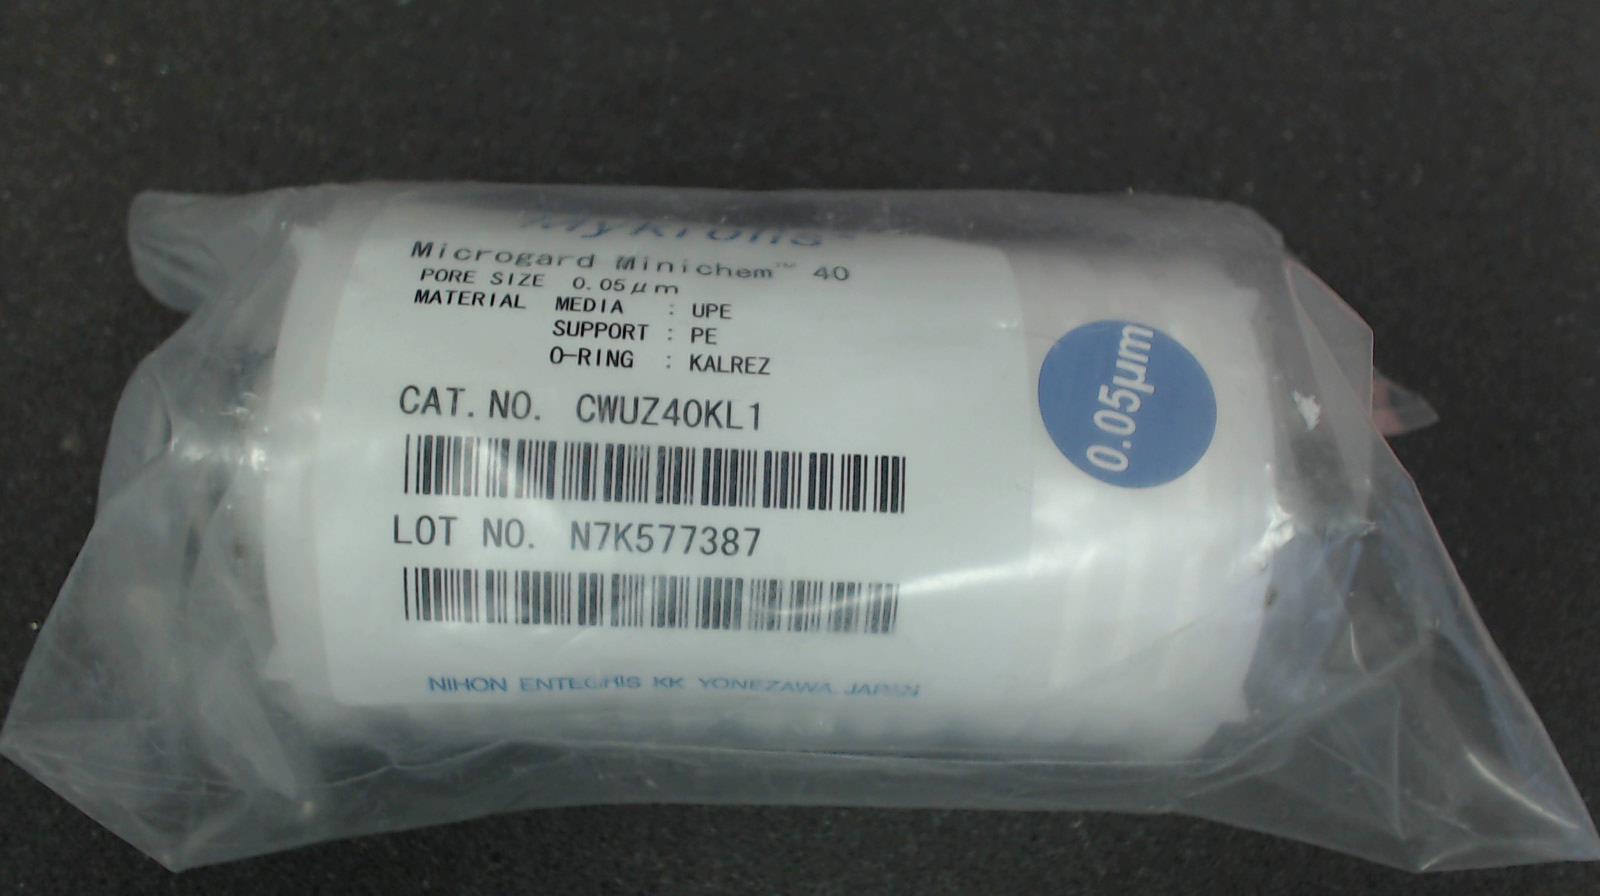 Mykrolis
Microgard Minichem™ 40
PORE SIZE 0.05μm
MATERIAL MEDIA : UPE
SUPPORT : PE
O-RING : KALREZ
CAT. NO. CWUZ40KL1
LOT NO. N7K577387
NIHON ENTEGRIS KK YONEZAWA JAPAN
0.05μm